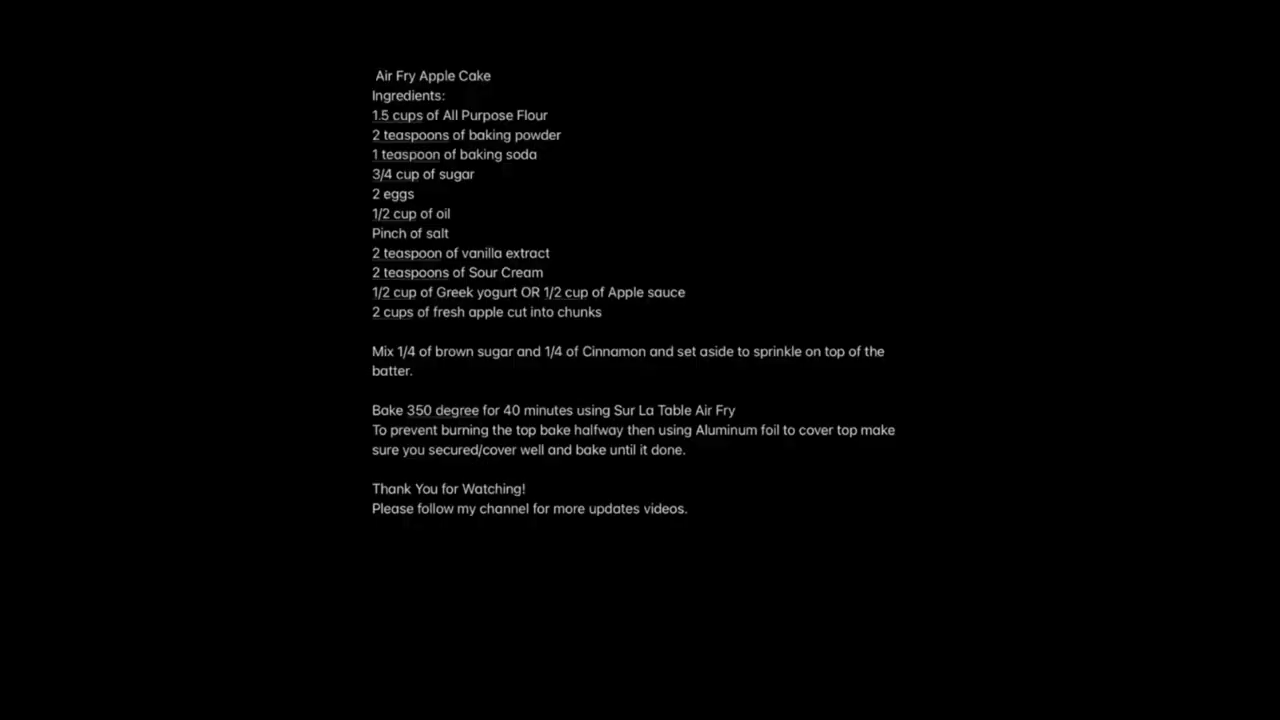 Air Fry Apple Cake
Ingredients:
1.5 cups of All Purpose Flour
2 teaspoons of baking powder
1 teaspoon of baking soda
3/4 cup of sugar
2 eggs
1/2 cup of oil
Pinch of salt
2 teaspoon of vanilla extract
2 teaspoons of Sour Cream
1/2 cup of Greek yogurt OR 1/2 cup of Apple sauce
2 cups of fresh apple cut into chunks
Mix 1/4 of brown sugar and 1/4 of Cinnamon and set aside to sprinkle on top of the
batter.
Bake 350 degree for 40 minutes using Sur La Table Air Fry
To prevent burning the top bake halfway then using Aluminum foil to cover top make
sure you secured/cover well and bake until it done.
Thank You for Watching!
Please follow my channel for more updates videos.